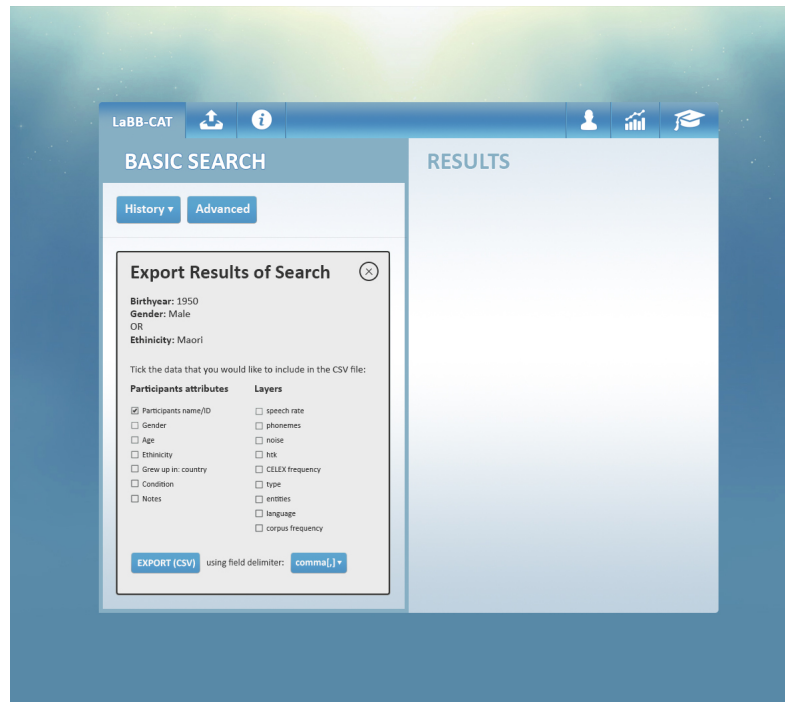 LaBB-CAT
BASIC SEARCH
RESULTS
History Advanced
Export Results of Search
Birthyear: 1950
Gender: Male
OR
Ethinicity: Maori
Tick the data that you would like to include in the CSV file:
Participants attributes Layers
Participants name/ID speech rate
Gender phonemes
Age noise
Ethinicity htk
Grew up in: country CELEX frequency
Condition type
Notes entities
language
corpus frequency
EXPORT (CSV) using field delimiter: comma[,]